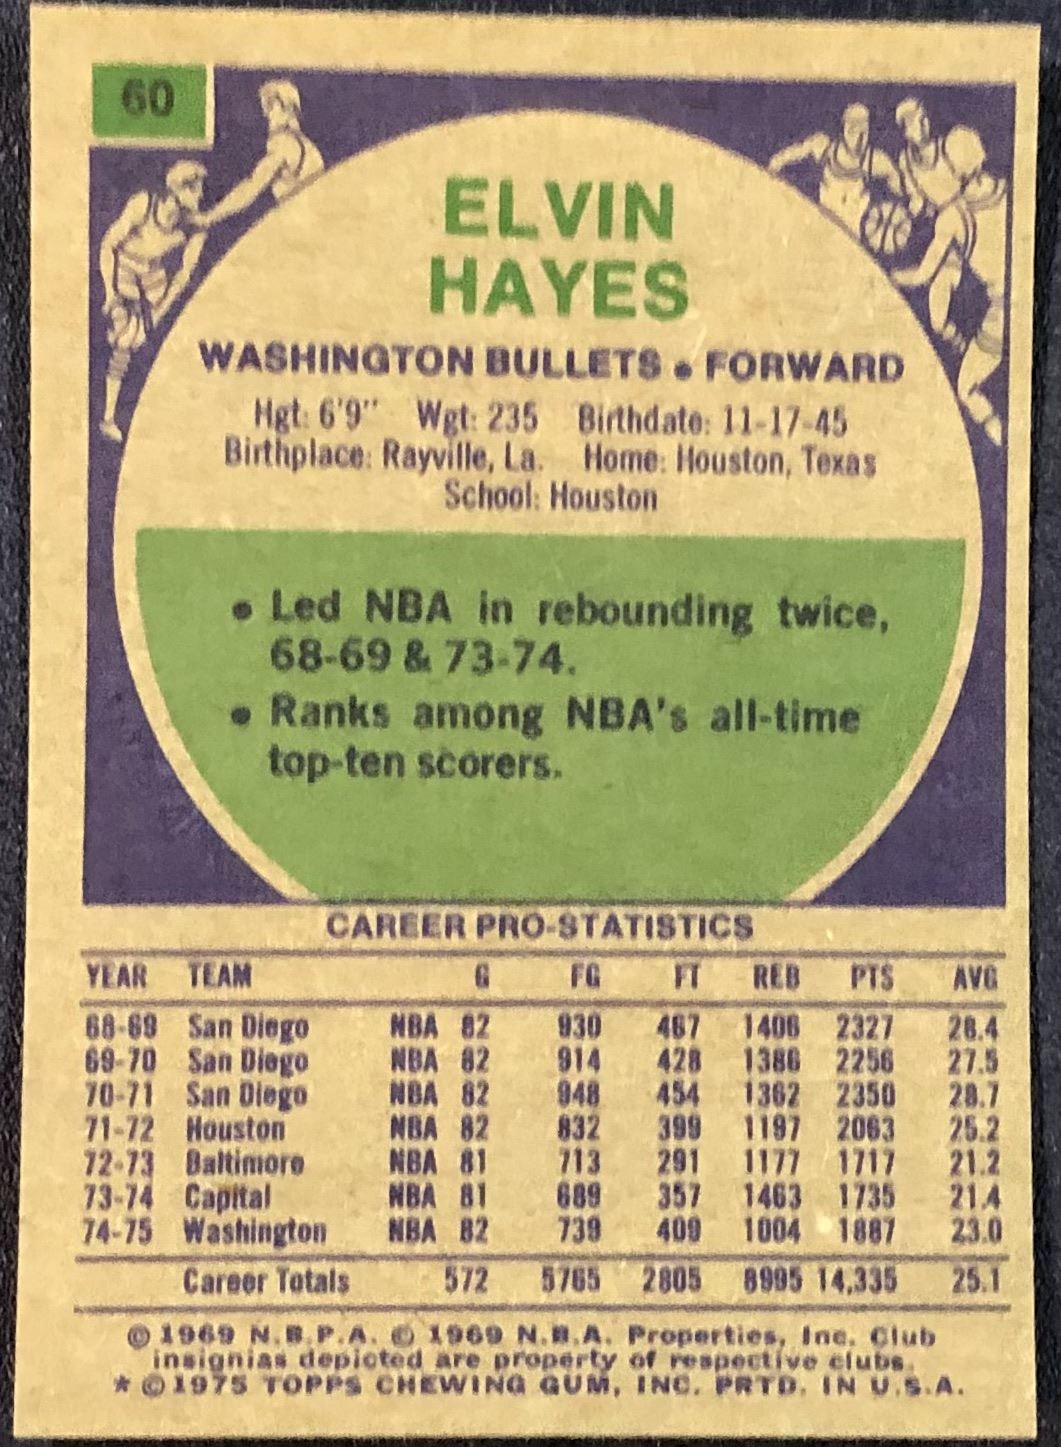 60
ELVIN
HAYES
WASHINGTON BULLETS • FORWARD
Hgt: 6'9" Wgt: 235 Birthdate: 11-17-45
Birthplace: Rayville, La. Home: Houston, Texas
School: Houston
• Led NBA in rebounding twice,
68-69 & 73-74.
• Ranks among NBA's all-time
top-ten scorers.
CAREER PRO-STATISTICS
YEAR TEAM G FG FT REB PTS AVG
68-69 San Diego NBA 82 930 467 1406 2327 28.4
69-70 San Diego NBA 82 914 428 1386 2256 27.5
70-71 San Diego NBA 82 948 454 1362 2350 28.7
71-72 Houston NBA 82 832 399 1197 2063 25.2
72-73 Baltimore NBA 81 713 291 1177 1717 21.2
73-74 Capital NBA 81 689 357 1463 1735 21.4
74-75 Washington NBA 82 739 409 1004 1887 23.0
Career Totals 572 5765 2805 8995 14,335 25.1
© 1969 N.B.P.A. © 1969 N.B.A. Properties, Inc. Club
insignias depicted are property of respective clubs.
* © 1975 TOPPS CHEWING GUM, INC. PRTD. IN U.S.A.